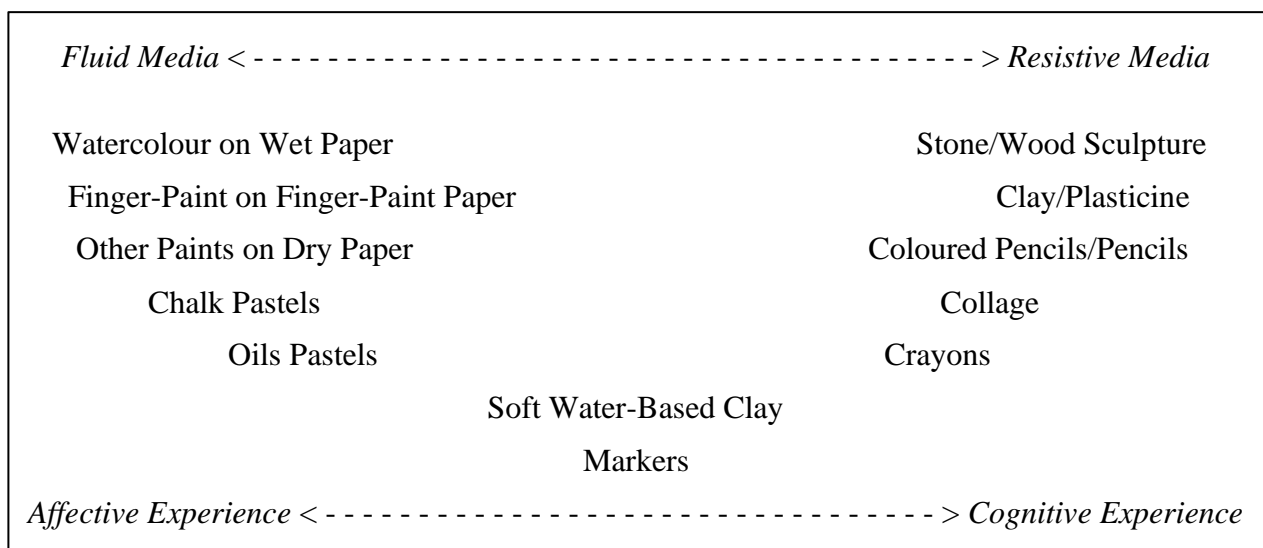 Fluid Media < - - - - - - - - - - - - - - - - - - - - - - - - - - - - - - - - - - - - - - - > Resistive Media
Watercolour on Wet Paper Stone/Wood Sculpture
Finger-Paint on Finger-Paint Paper Clay/Plasticine
Other Paints on Dry Paper Coloured Pencils/Pencils
Chalk Pastels Collage
Oils Pastels Crayons
Soft Water-Based Clay
Markers
Affective Experience < - - - - - - - - - - - - - - - - - - - - - - - - - - - - - - - - - > Cognitive Experience